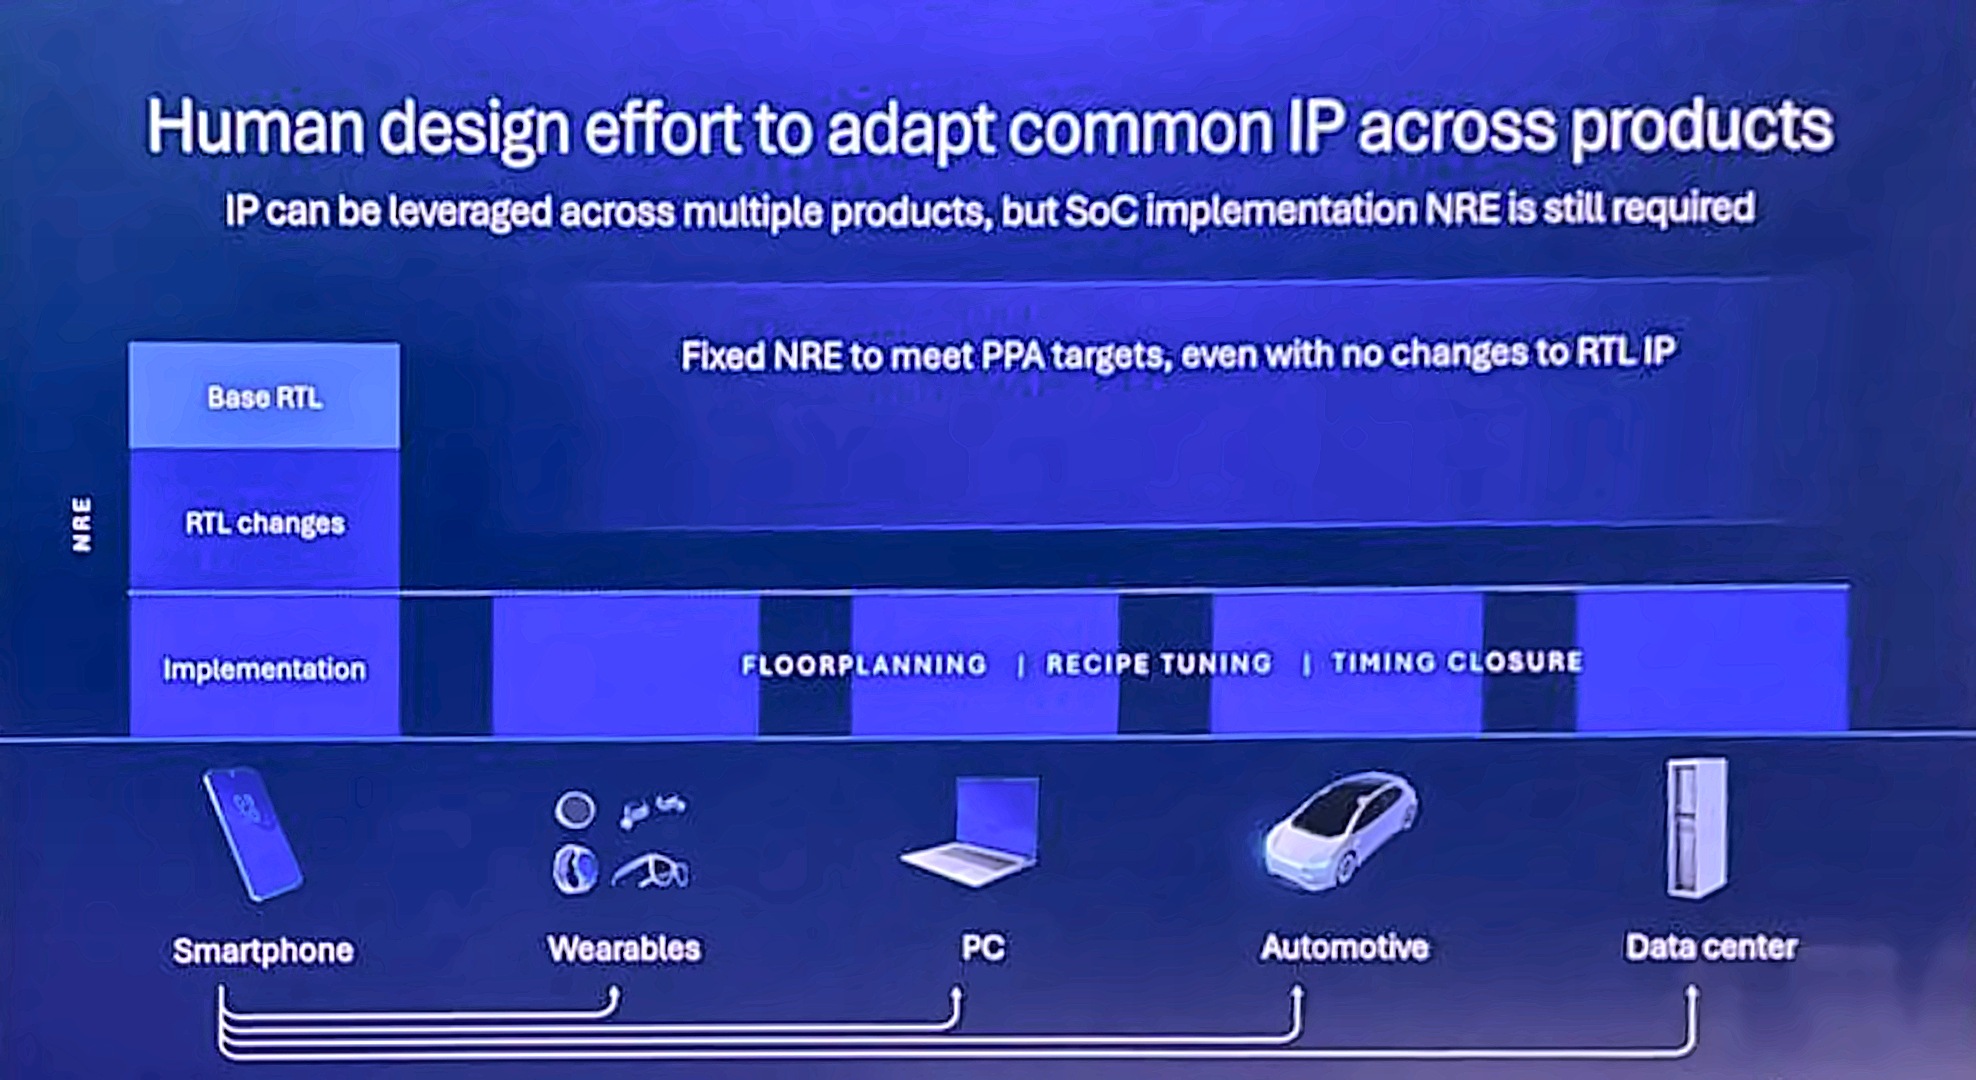 Human design effort to adapt common IP across products
IP can be leveraged across multiple products, but SoC implementation NRE is still required
Fixed NRE to meet PPA targets, even with no changes to RTL IP
Base RTL
RTL changes
NRE
Implementation
FLOORPLANNING | RECIPE TUNING | TIMING CLOSURE
Smartphone
Wearables
PC
Automotive
Data center